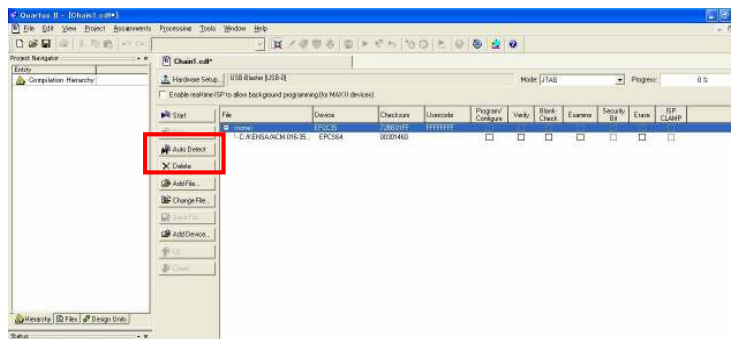 Quartus II - [Chain1.cdf*]
File Edit View Project Assignments Processing Tools Window Help
Project Navigator
Entity
Compilation Hierarchy
Chain1.cdf*
Hardware Setup... USB-Blaster [USB-0] Mode: JTAG Progress: 0 %
Enable real-time ISP to allow background programming (for MAX II devices)
Start
Auto Detect
Delete
Add File...
Change File...
Save File...
Add Device...
Up
Down
File Device Checksum Usercode Program/Configure Verify Blank-Check Examine Security Bit Erase ISP CLAMP
(none) EP2C35 FFFFFFFF
C:/KENSA/ACM-016-35... EPCS64
Hierarchy Files Design Units
Status